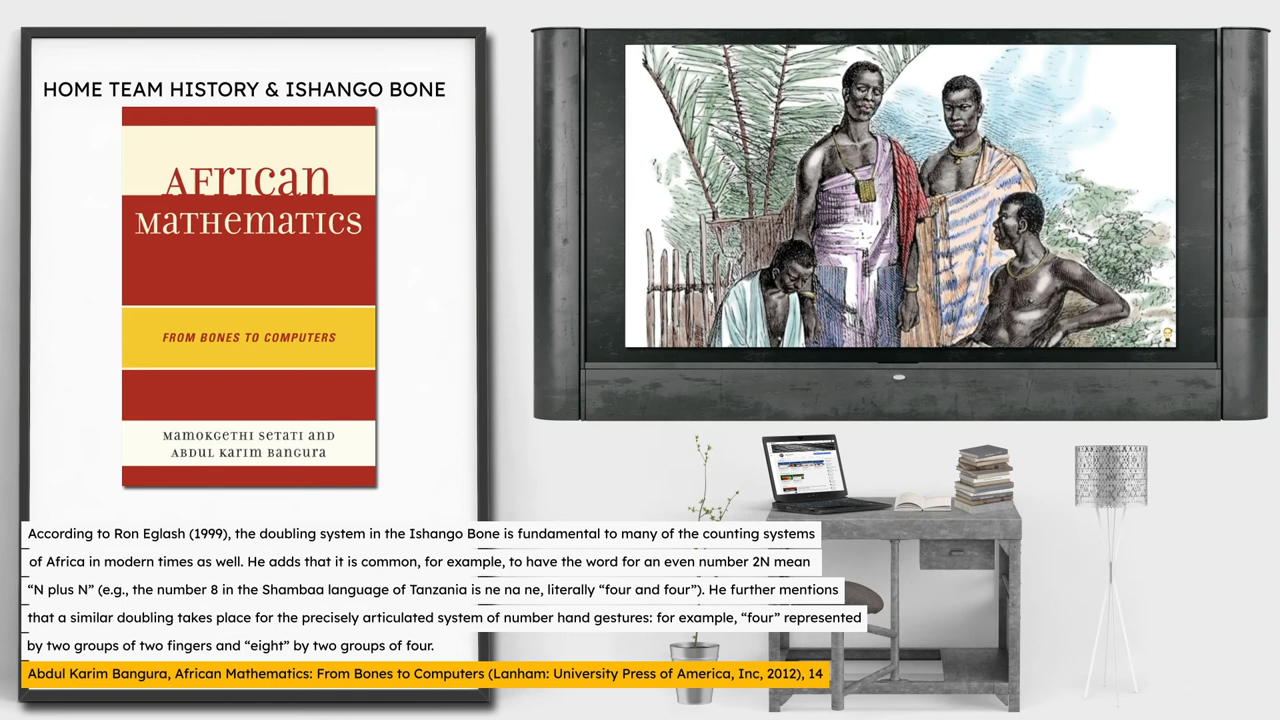 HOME TEAM HISTORY & ISHANGO BONE
African
Mathematics
FROM BONES TO COMPUTERS
Mamokgethi Setati and
Abdul Karim Bangura
According to Ron Eglash (1999), the doubling system in the Ishango Bone is fundamental to many of the counting systems
of Africa in modern times as well. He adds that it is common, for example, to have the word for an even number 2N mean
“N plus N” (e.g., the number 8 in the Shambaa language of Tanzania is ne na ne, literally “four and four”). He further mentions
that a similar doubling takes place for the precisely articulated system of number hand gestures: for example, “four” represented
by two groups of two fingers and “eight” by two groups of four.
Abdul Karim Bangura, African Mathematics: From Bones to Computers (Lanham: University Press of America, Inc, 2012), 14